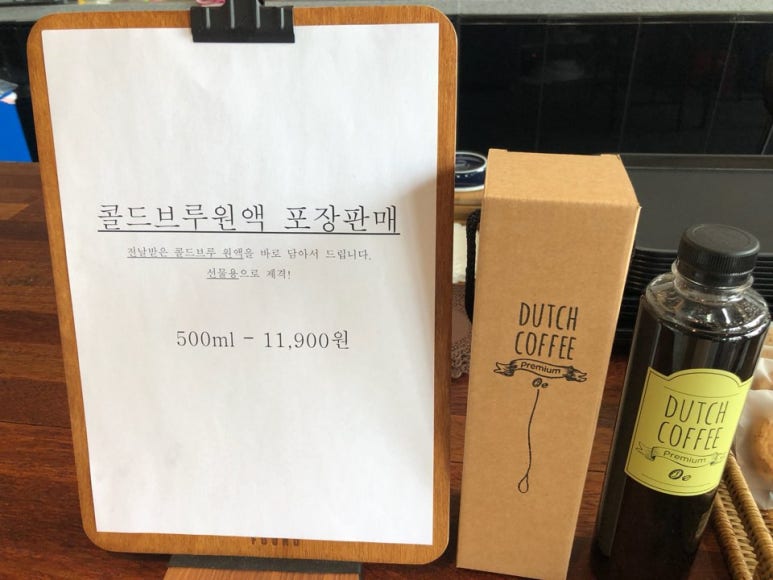 콜드브루원액 포장판매
전날받은 콜드브루 원액을 바로 담아서 드립니다.
선물용으로 제격!
500ml - 11,900원
DUTCH
COFFEE
Premium
DUTCH
COFFEE
Premium